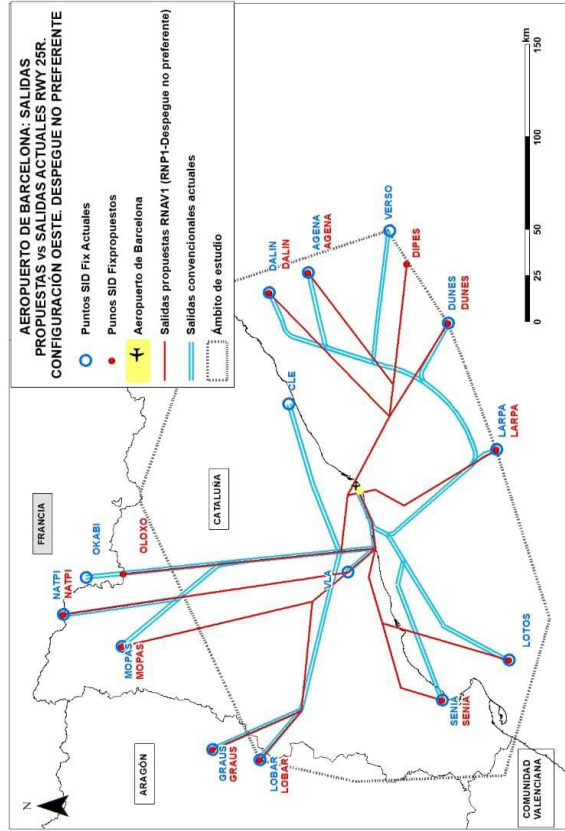 AEROPUERTO DE BARCELONA: SALIDAS
PROPUESTAS vs SALIDAS ACTUALES RWY 25R.
CONFIGURACIÓN OESTE. DESPEGUE NO PREFERENTE
Puntos SID Fix Actuales
Punos SID Fixpropuestos
Aeropuerto de Barcelona
Salidas propuestas RNAV1 (RNP1-Despegue no preferente)
Salidas convencionales actuales
Ámbito de estudio
N
FRANCIA
ARAGÓN
CATALUÑA
COMUNIDAD
VALENCIANA
NATPI
NATPI
OKABI
OLOXO
MOPAS
MOPAS
GRAUS
GRAUS
LOBAR
LOBAR
VLA
CLE
DALIN
DALIN
AGENA
AGENA
VERSO
DIPES
DUNES
DUNES
LARPA
LARPA
LOTOS
SENIA
SENIA
0
25
50
100
150
km